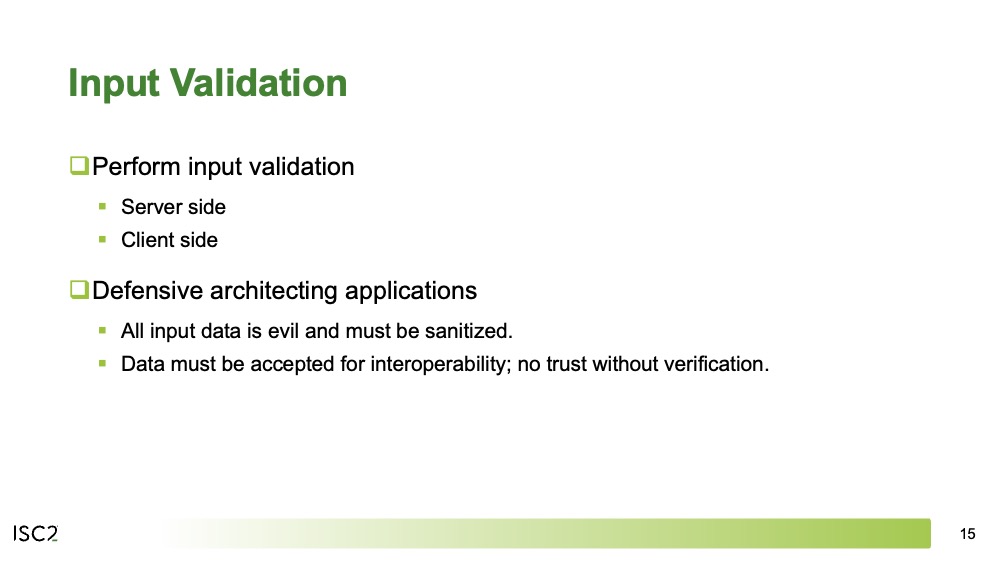 Input Validation
Perform input validation
Server side
Client side
Defensive architecting applications
All input data is evil and must be sanitized.
Data must be accepted for interoperability; no trust without verification.
ISC2
15